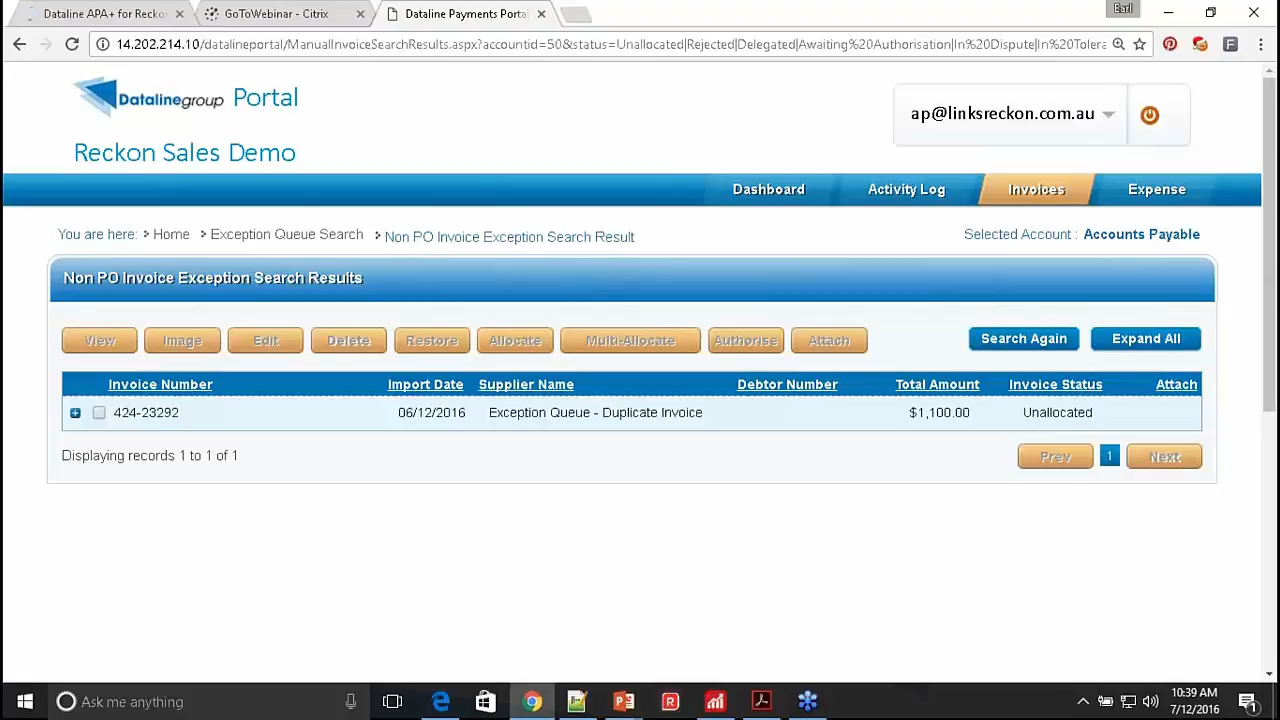 Dataline APA+ for Recko
GoToWebinar - Citrix
Dataline Payments Porta
Earl
14.202.214.10/datalineportal/ManualInvoiceSearchResults.aspx?accountid=50&status=Unallocated|Rejected|Delegated|Awaiting%20Authorisation|In%20Dispute|In%20Tolera
Datalinegroup Portal
ap@linksreckon.com.au
Reckon Sales Demo
Dashboard Activity Log Invoices Expense
You are here: Home Exception Queue Search Non PO Invoice Exception Search Result Selected Account : Accounts Payable
Non PO Invoice Exception Search Results
View Image Edit Delete Restore Allocate Multi-Allocate Authorise Attach Search Again Expand All
Invoice Number Import Date Supplier Name Debtor Number Total Amount Invoice Status Attach
424-23292 06/12/2016 Exception Queue - Duplicate Invoice $1,100.00 Unallocated
Displaying records 1 to 1 of 1 Prev 1 Next
Ask me anything
10:39 AM
7/12/2016
1